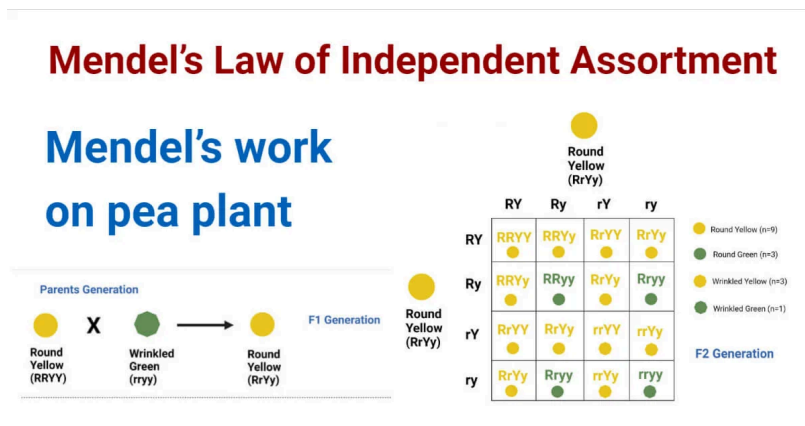 Mendel's Law of Independent Assortment
Mendel's work
on pea plant
Parents Generation
X
F1 Generation
Round
Yellow
(RRYY)
Wrinkled
Green
(rryy)
Round
Yellow
(RrYy)
Round
Yellow
(RrYy)
RY Ry rY ry
RY RRYY RRYy RrYY RrYy
Ry RRYy RRyy RrYy Rryy
rY RrYY RrYy rrYY rrYy
ry RrYy Rryy rrYy rryy
Round
Yellow
(RrYy)
Round Yellow (n=9)
Round Green (n=3)
Wrinkled Yellow (n=3)
Wrinkled Green (n=1)
F2 Generation